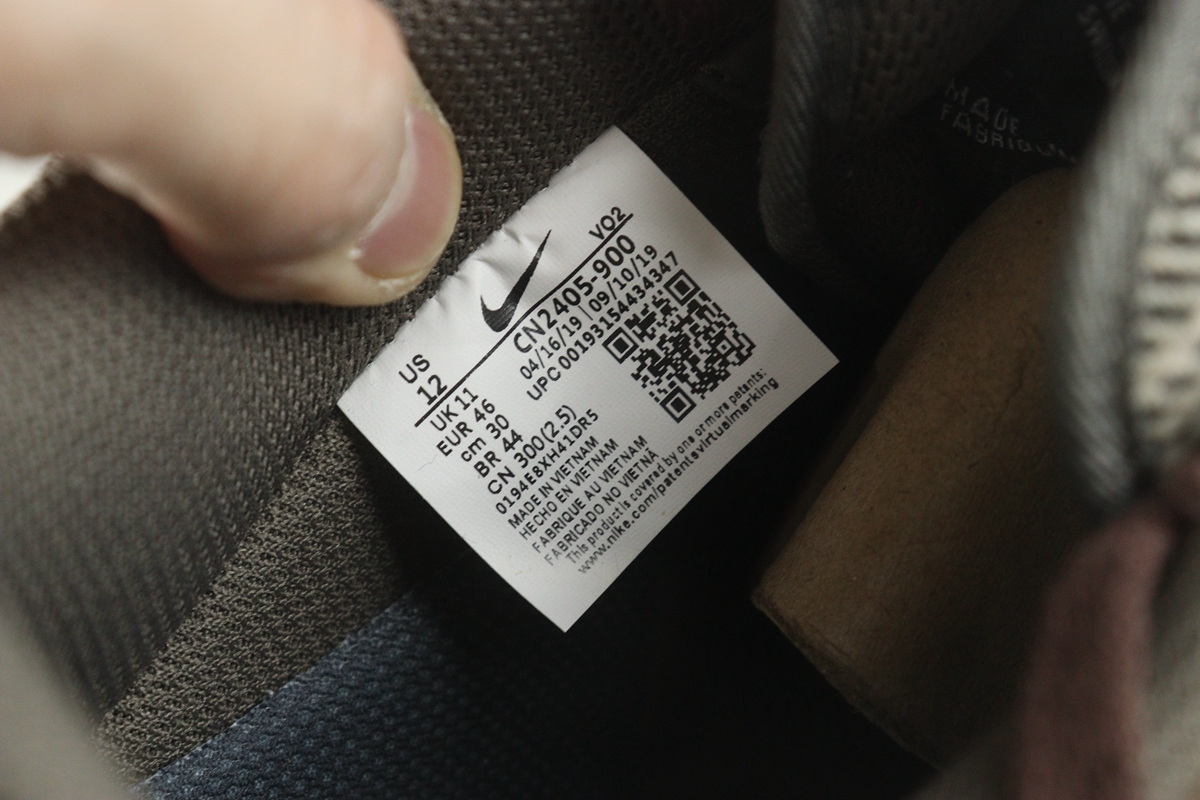 US
12
VO2
UK 11
EUR 46
cm 30
BR 44
CN 300(2.5)
0194E8XH41DR5
CN2405-900
04/16/19 | 09/10/19
UPC 00193154434347
MADE IN VIETNAM
HECHO EN VIETNAM
FABRIQUE AU VIETNAM
FABRICADO NO VIETNÃ
This product is covered by one or more patents:
www.nike.com/patentsvirtualmarking
MADE